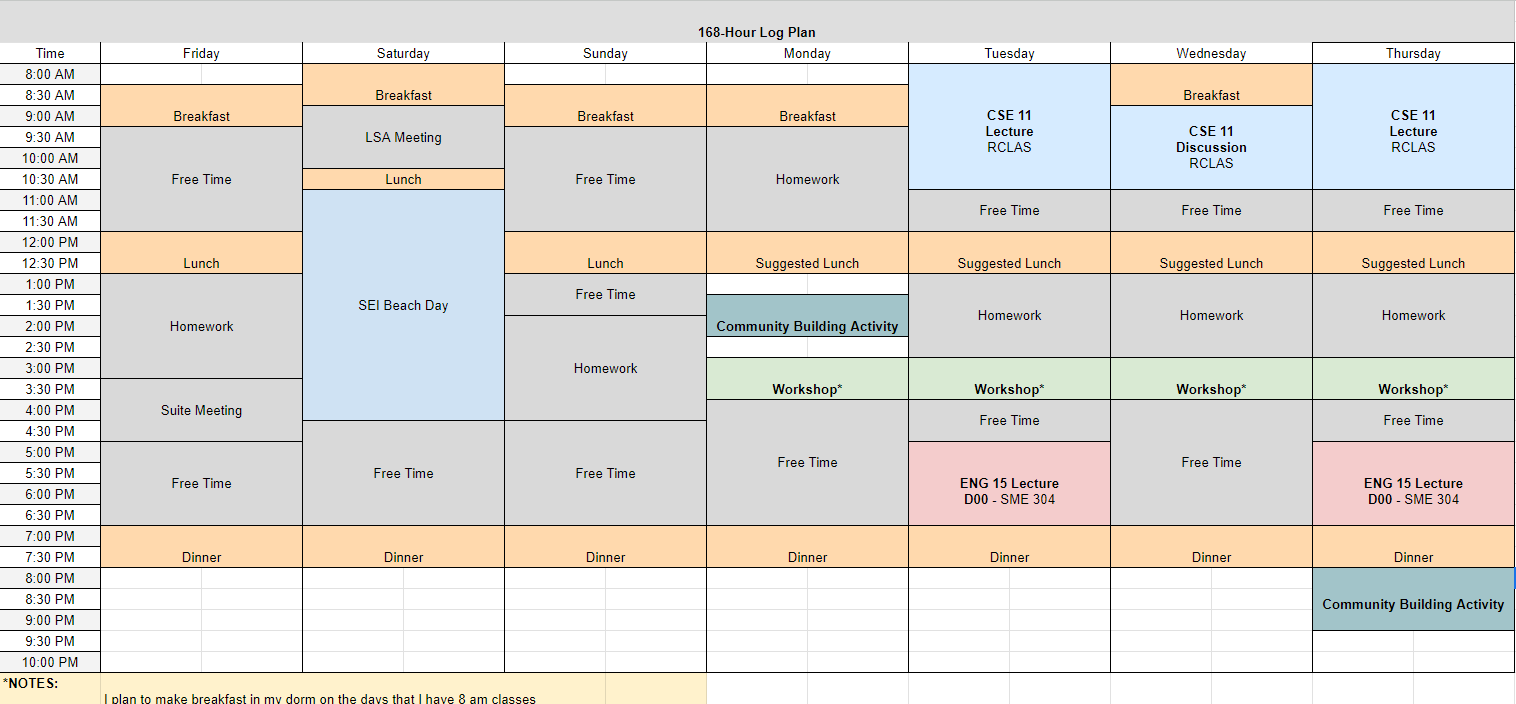 168-Hour Log Plan
Time Friday Saturday Sunday Monday Tuesday Wednesday Thursday
8:00 AM
8:30 AM Breakfast Breakfast
9:00 AM Breakfast Breakfast Breakfast CSE 11 CSE 11
9:30 AM LSA Meeting Lecture CSE 11 Lecture
RCLAS Discussion RCLAS
10:00 AM RCLAS
10:30 AM Free Time Lunch Free Time Homework
11:00 AM Free Time Free Time Free Time
11:30 AM
12:00 PM
12:30 PM Lunch Lunch Suggested Lunch Suggested Lunch Suggested Lunch Suggested Lunch
1:00 PM Free Time
1:30 PM SEI Beach Day Homework Homework Homework
2:00 PM Homework Community Building Activity
2:30 PM
3:00 PM Homework
3:30 PM Workshop* Workshop* Workshop* Workshop*
4:00 PM Suite Meeting Free Time Free Time
4:30 PM
5:00 PM Free Time Free Time
5:30 PM Free Time Free Time Free Time ENG 15 Lecture ENG 15 Lecture
6:00 PM D00 - SME 304 D00 - SME 304
6:30 PM
7:00 PM
7:30 PM Dinner Dinner Dinner Dinner Dinner Dinner Dinner
8:00 PM
8:30 PM Community Building Activity
9:00 PM
9:30 PM
10:00 PM
*NOTES:
I plan to make breakfast in my dorm on the days that I have 8 am classes